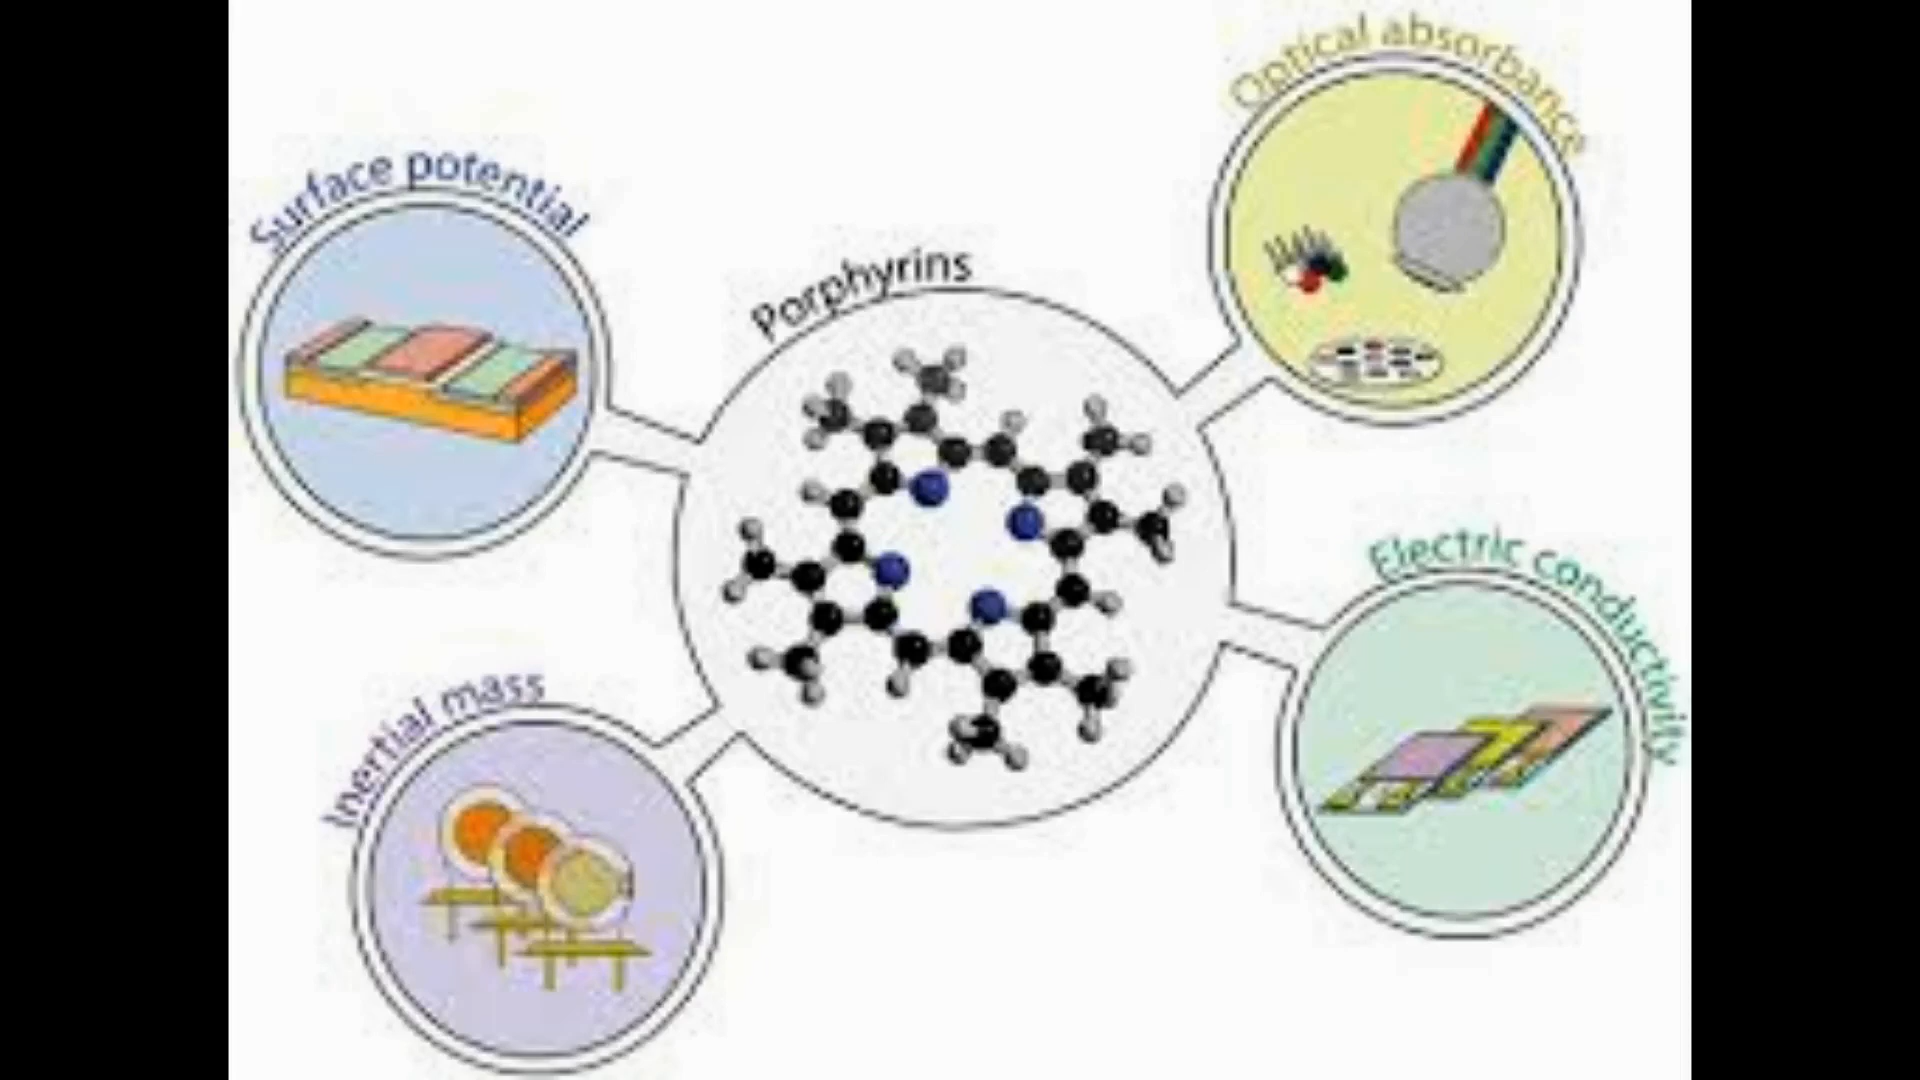 Optical absorbance
Surface potential
Porphyrins
Electric conductivity
Inertial mass